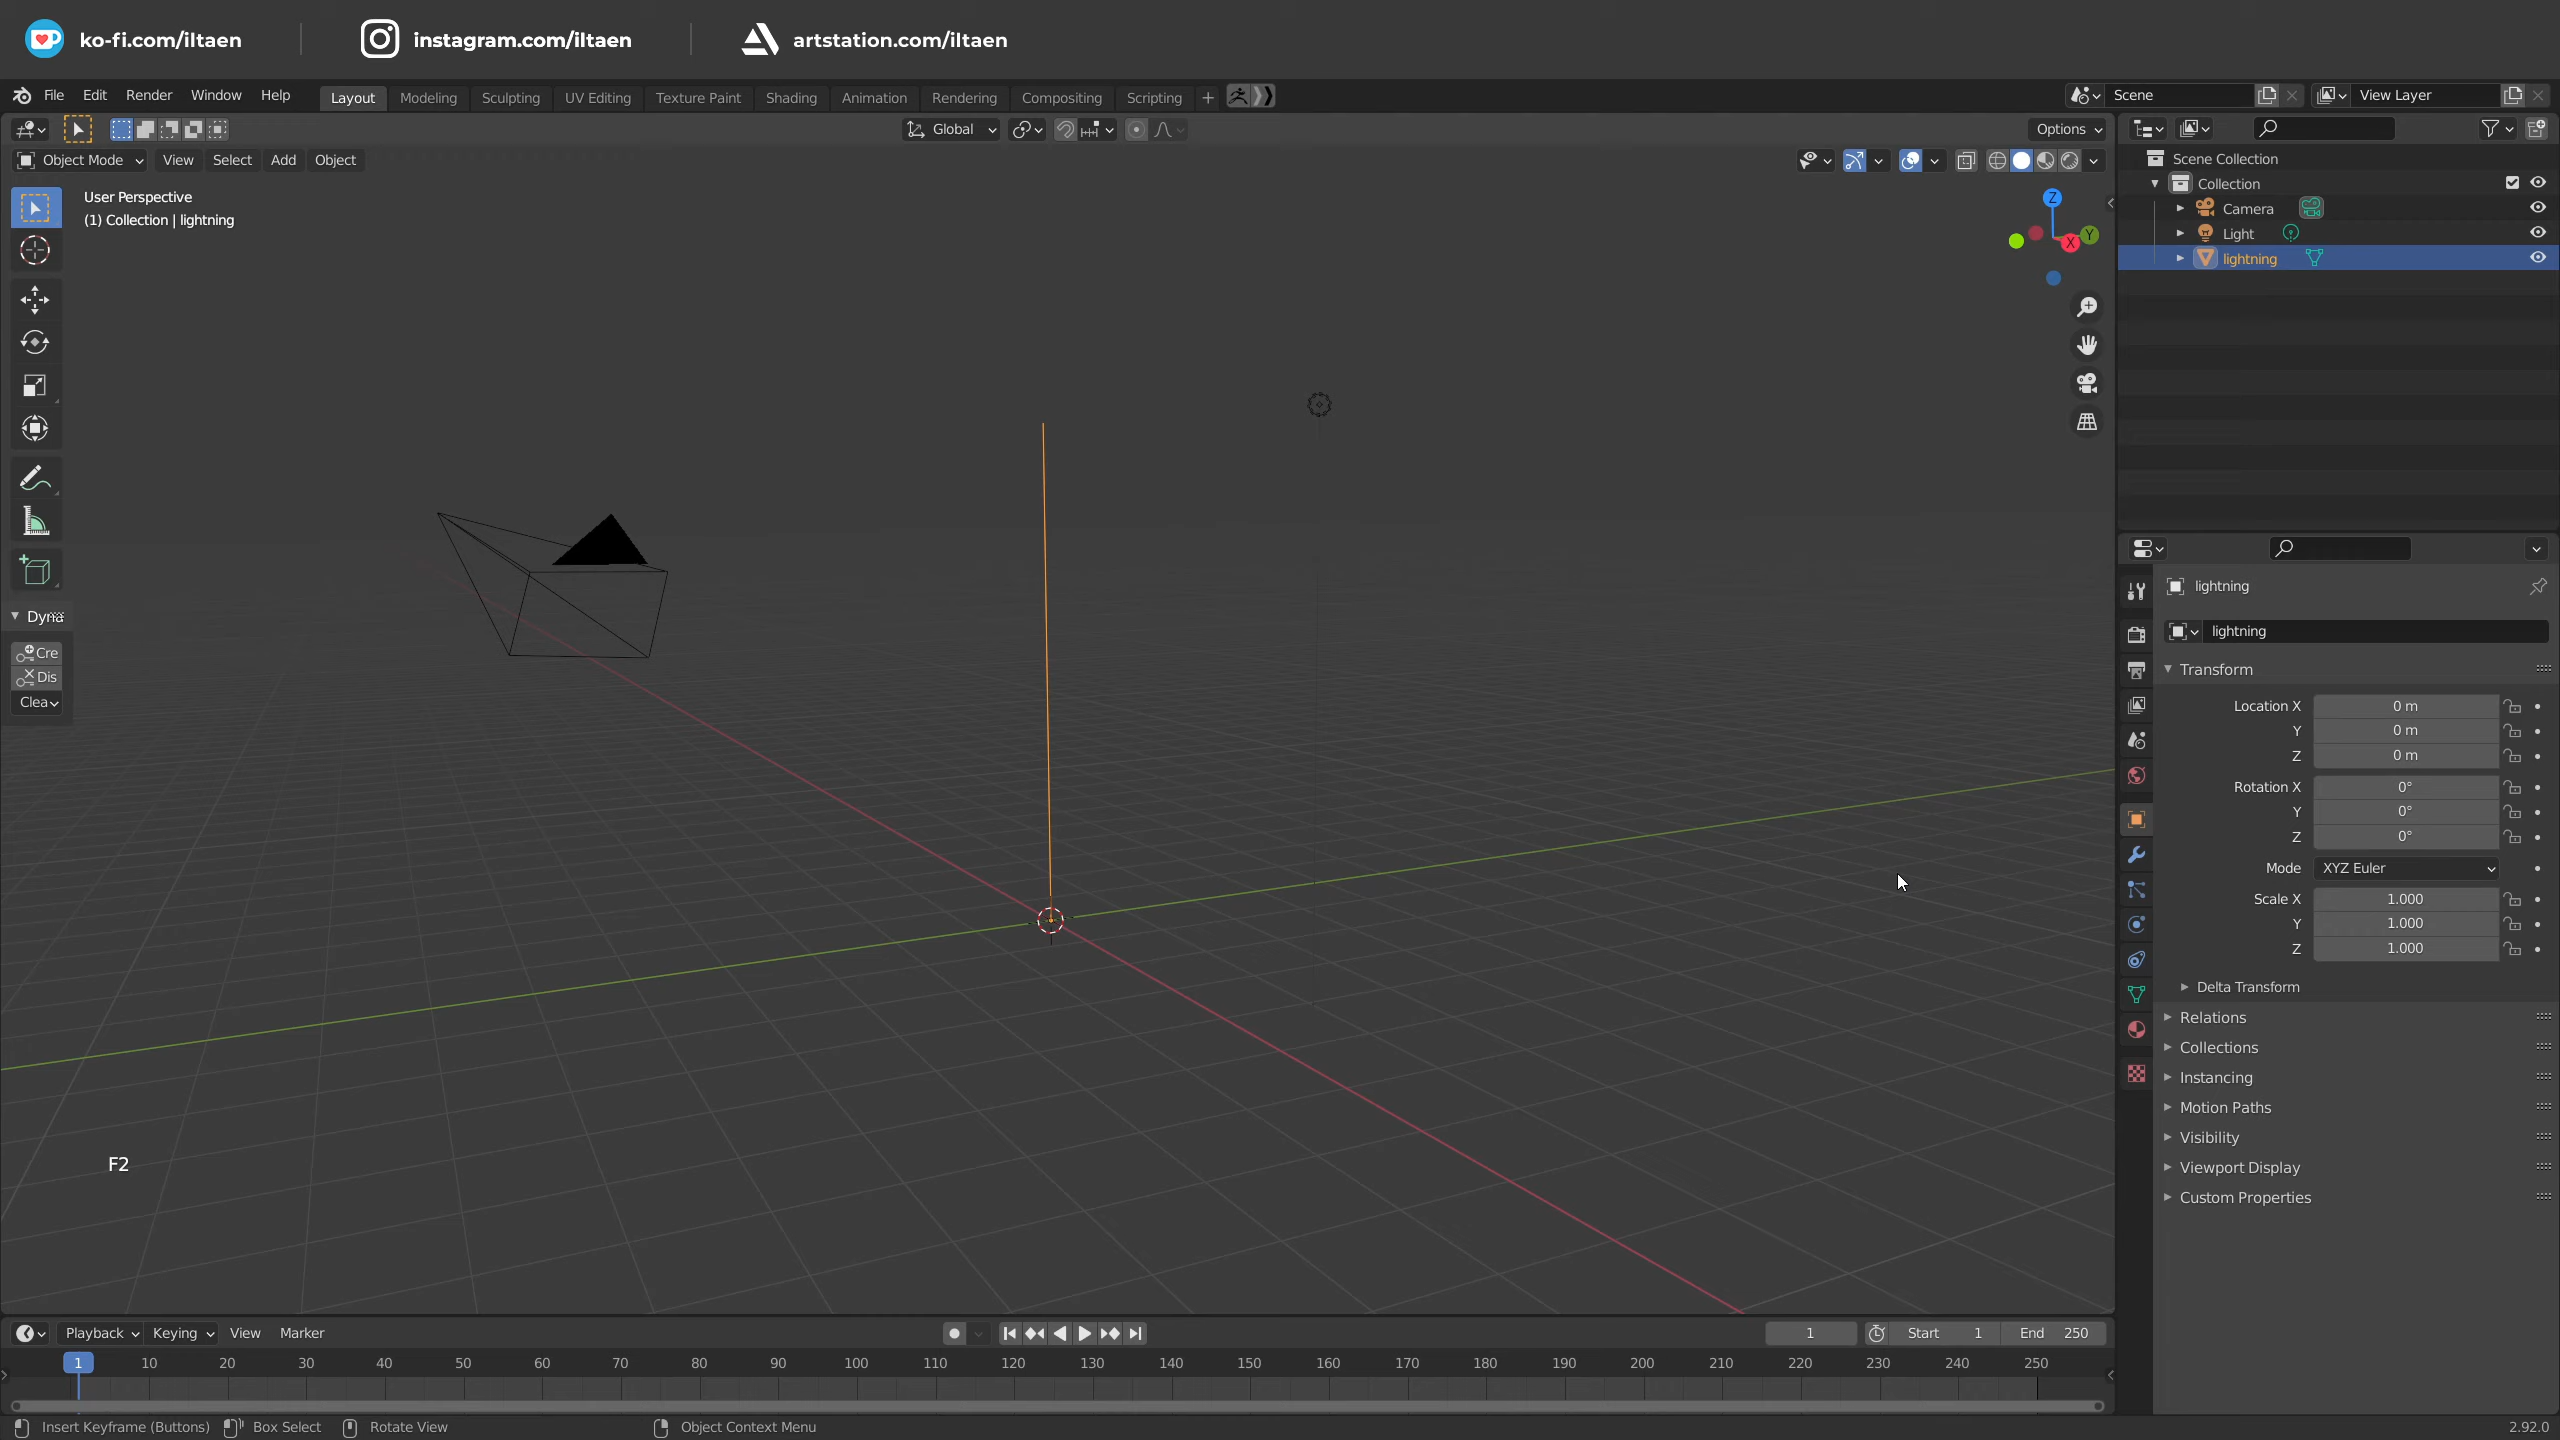 ko-fi.com/iltaen
instagram.com/iltaen
artstation.com/iltaen
File Edit Render Window Help
Layout Modeling Sculpting UV Editing Texture Paint Shading Animation Rendering Compositing Scripting +
Scene
View Layer
Global
Options
Object Mode View Select Add Object
User Perspective
(1) Collection | lightning
Z
X
Y
Scene Collection
Collection
Camera
Light
lightning
Dyna
Cre
Dis
Clea
lightning
lightning
Transform
Location X 0 m
Y 0 m
Z 0 m
Rotation X 0°
Y 0°
Z 0°
Mode XYZ Euler
Scale X 1.000
Y 1.000
Z 1.000
Delta Transform
Relations
Collections
Instancing
Motion Paths
Visibility
Viewport Display
Custom Properties
F2
Playback Keying View Marker
1
Start 1
End 250
1 10 20 30 40 50 60 70 80 90 100 110 120 130 140 150 160 170 180 190 200 210 220 230 240 250
Insert Keyframe (Buttons) Box Select Rotate View Object Context Menu
2.92.0